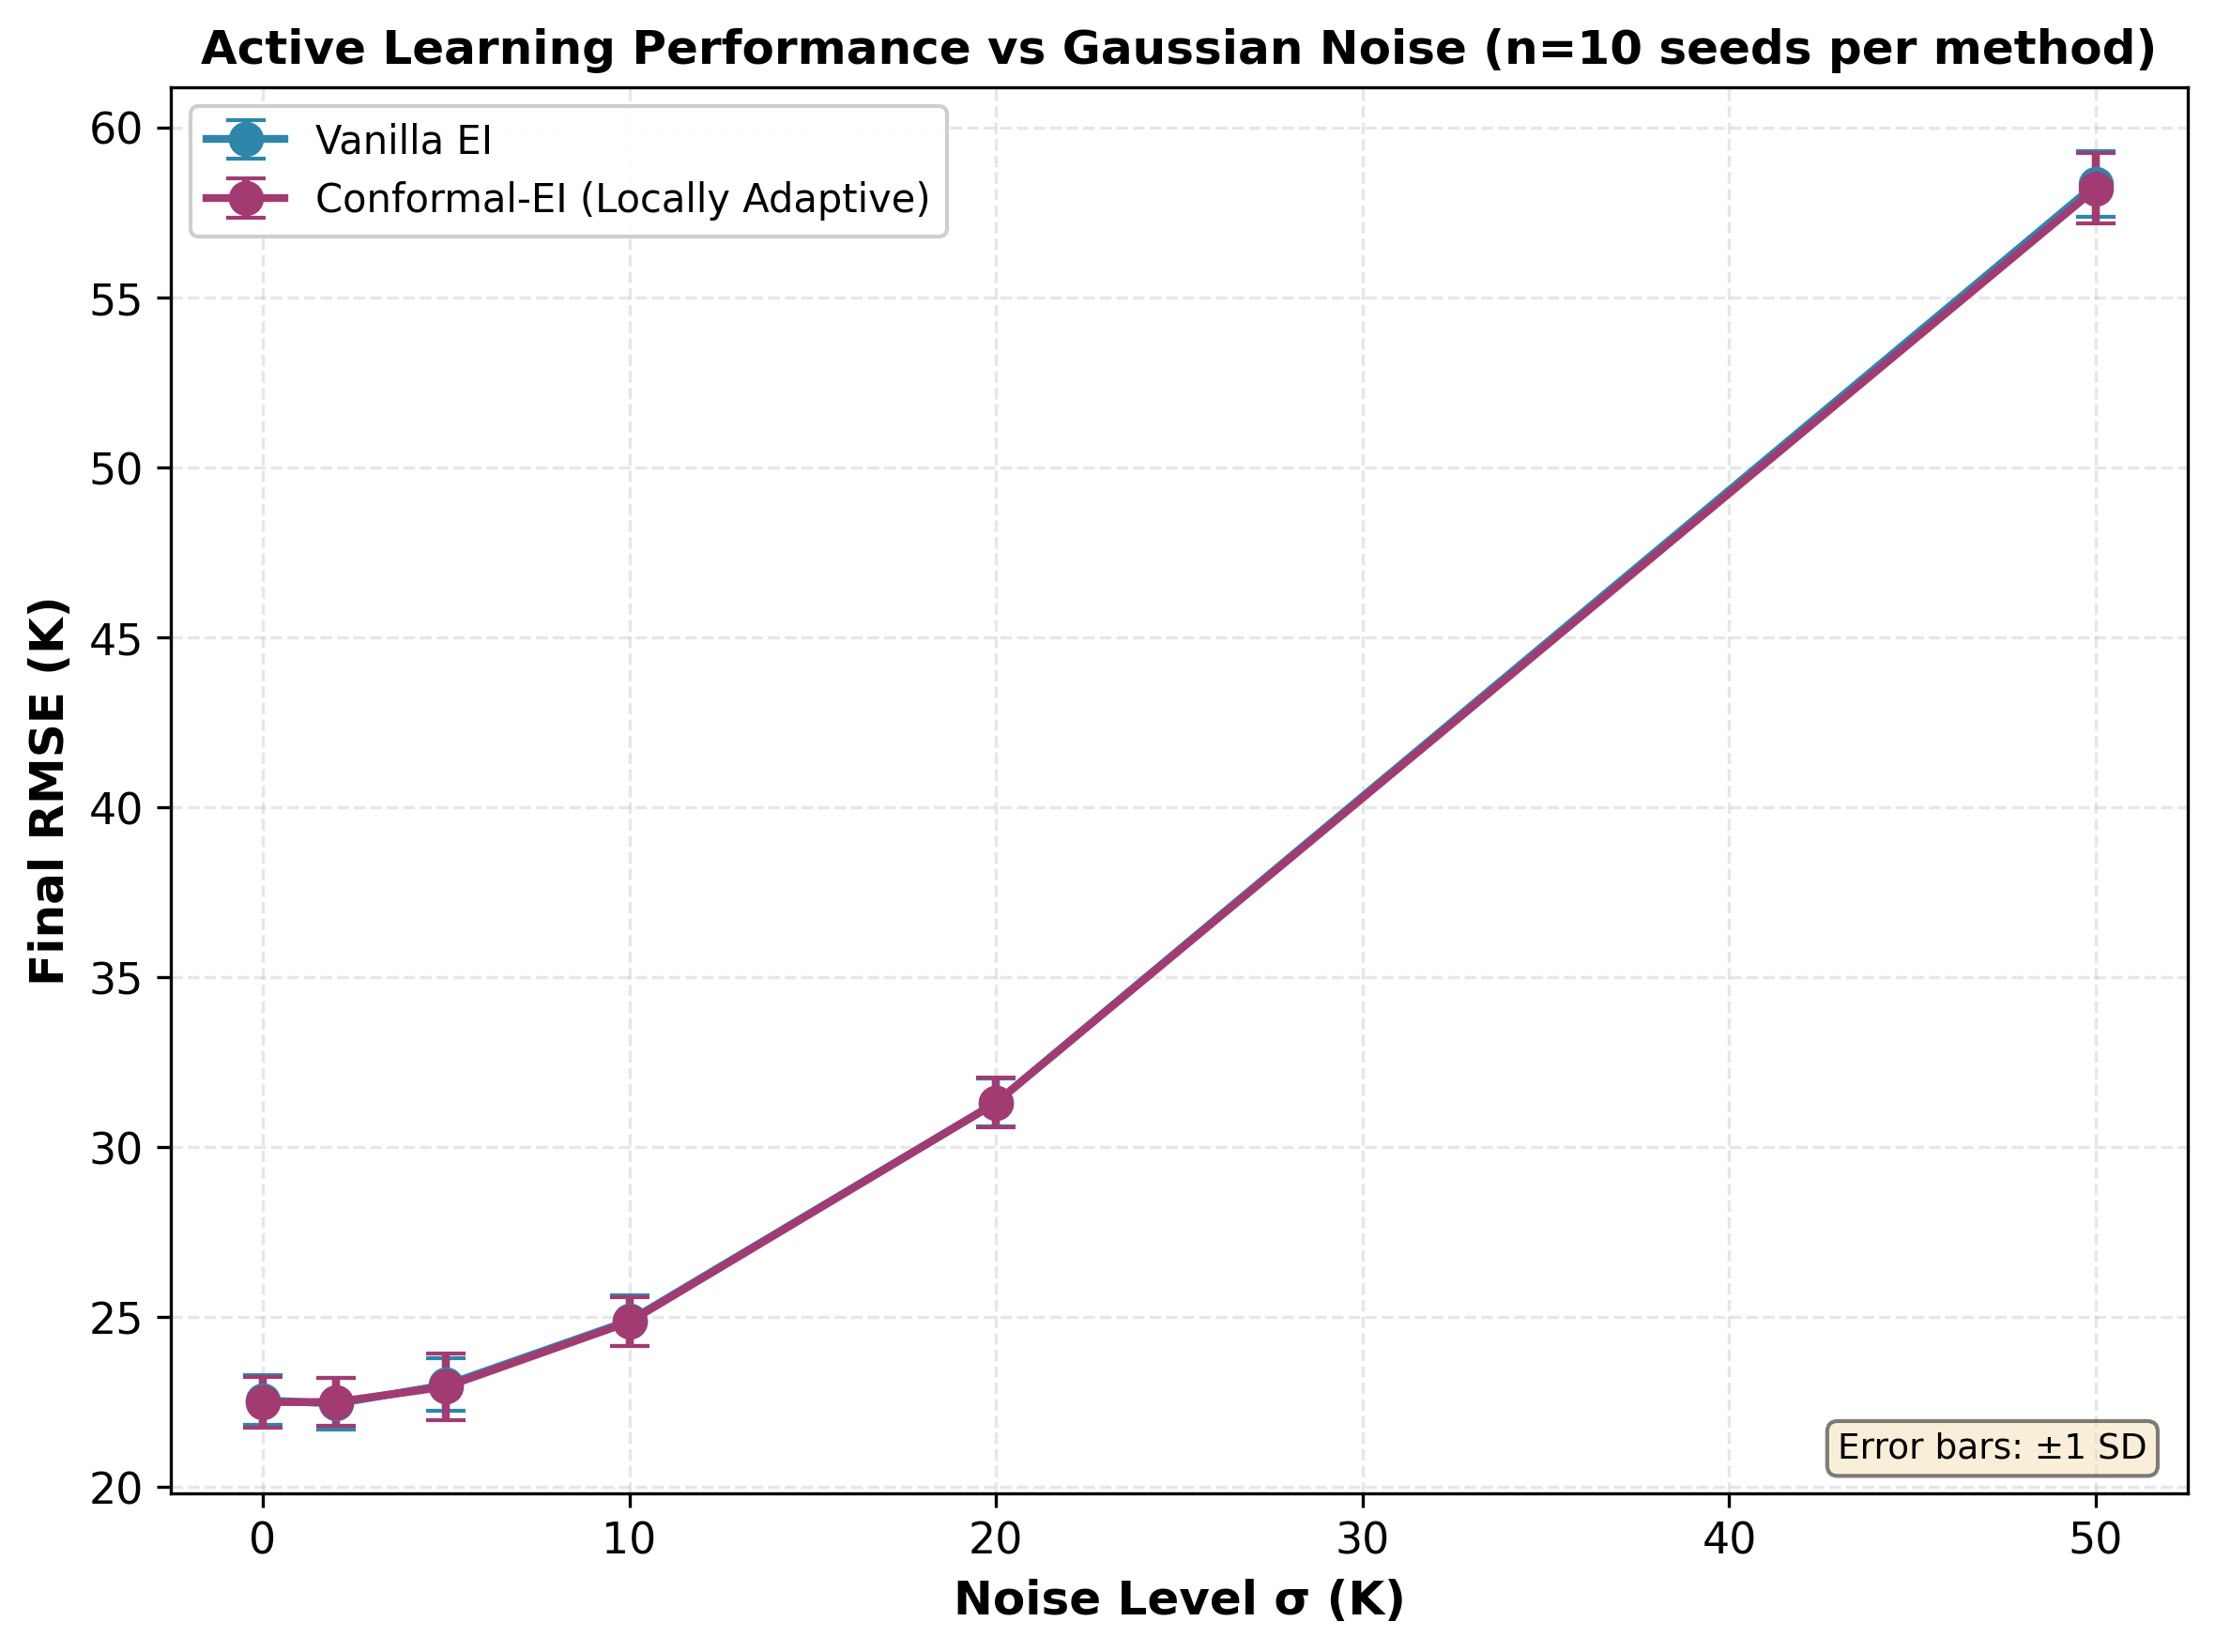 Active Learning Performance vs Gaussian Noise (n=10 seeds per method)
Vanilla EI
Conformal-EI (Locally Adaptive)
Final RMSE (K)
60
55
50
45
40
35
30
25
20
Error bars: ±1 SD
0 10 20 30 40 50
Noise Level σ (K)